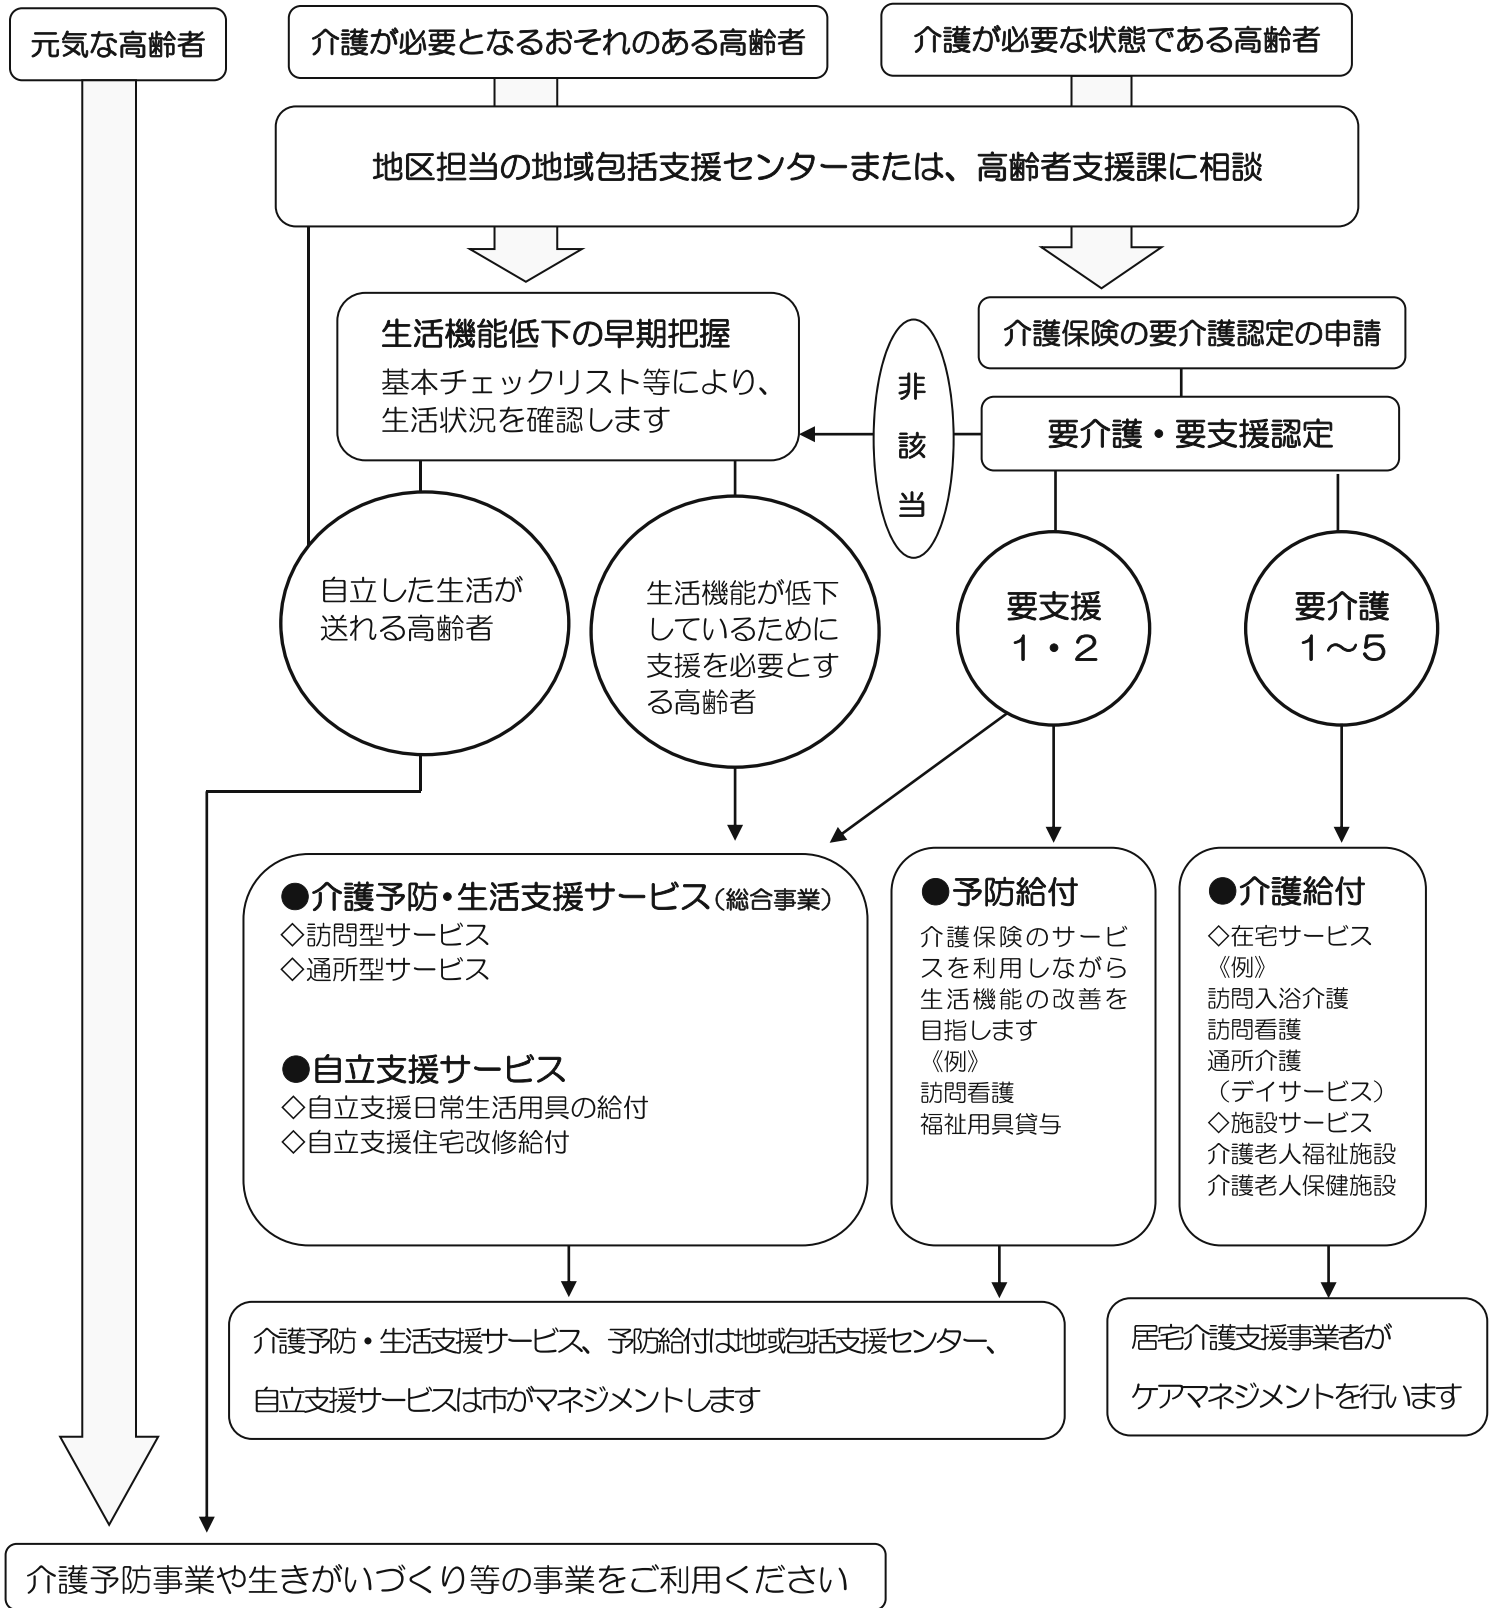 元気な高齢者
介護が必要となるおそれのある高齢者
介護が必要な状態である高齢者
地区担当の地域包括支援センターまたは、高齢者支援課に相談
生活機能低下の早期把握
基本チェックリスト等により、
生活状況を確認します
非
該
当
介護保険の要介護認定の申請
要介護・要支援認定
自立した生活が
送れる高齢者
生活機能が低下
しているために
支援を必要とす
る高齢者
要支援
１・２
要介護
１～５
●介護予防・生活支援サービス（総合事業）
◇訪問型サービス
◇通所型サービス
●自立支援サービス
◇自立支援日常生活用具の給付
◇自立支援住宅改修給付
●予防給付
介護保険のサービ
スを利用しながら
生活機能の改善を
目指します
《例》
訪問看護
福祉用具貸与
●介護給付
◇在宅サービス
《例》
訪問入浴介護
訪問看護
通所介護
（デイサービス）
◇施設サービス
介護老人福祉施設
介護老人保健施設
介護予防・生活支援サービス、予防給付は地域包括支援センター、
自立支援サービスは市がマネジメントします
居宅介護支援事業者が
ケアマネジメントを行います
介護予防事業や生きがいづくり等の事業をご利用ください